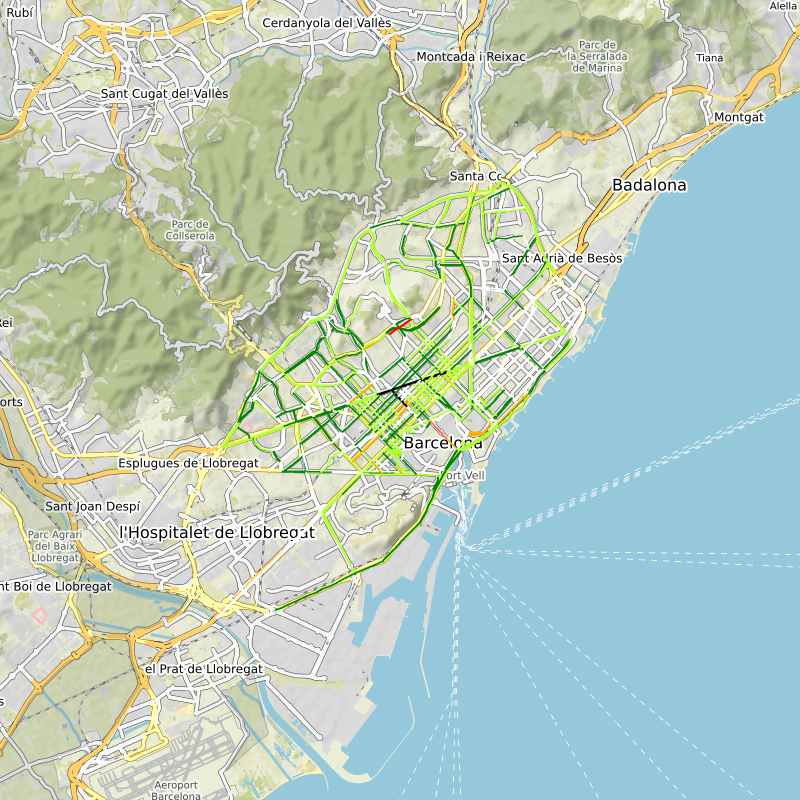 Rubí
Cerdanyola del Vallès
Alella
Montcada i Reixac
Parc de
la Serralada
de Marina
Tiana
Sant Cugat del Vallès
Montgat
Santa Co
Badalona
Parc de
Collserola
Sant Adrià de Besòs
Rei
orts
Barcelona
Esplugues de Llobregat
Port Vell
Sant Joan Despí
l'Hospitalet de Llobregat
Parc Agrari
del Baix
Llobregat
nt Boi de Llobregat
el Prat de Llobregat
s
Aeroport
Barcelona